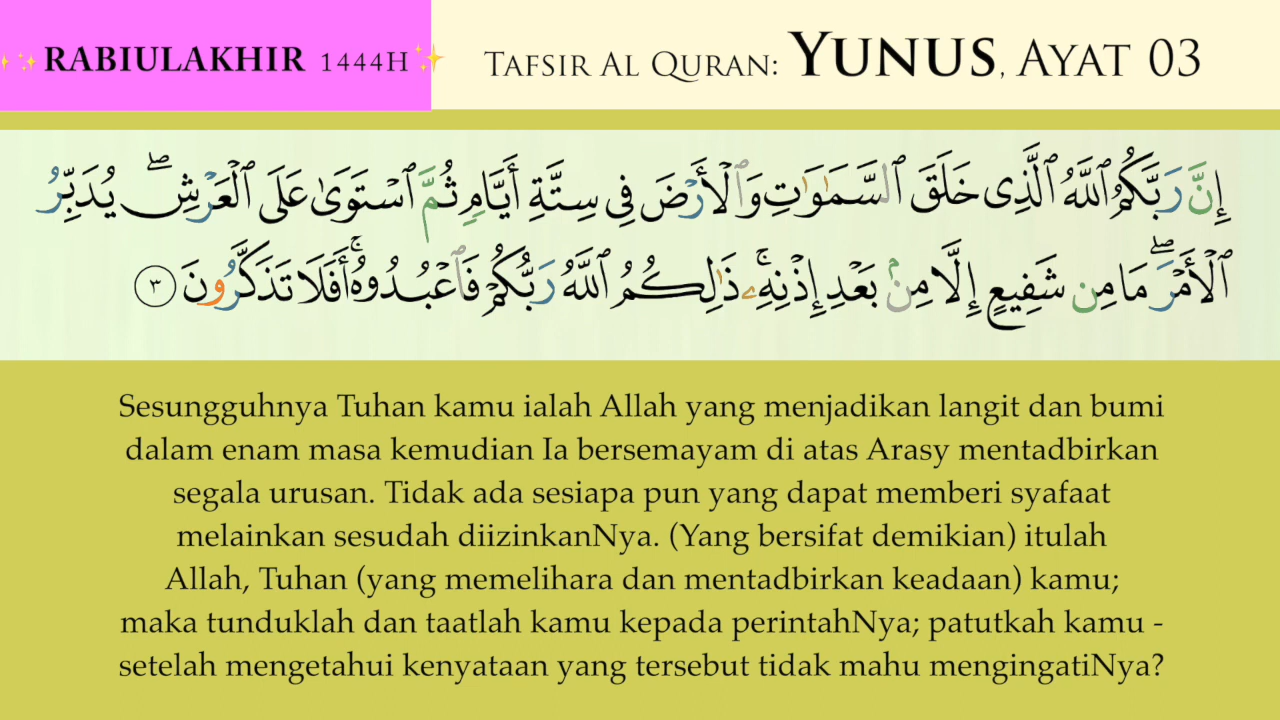 RABIULAKHIR 1444H
TAFSIR AL QURAN: YUNUS, AYAT 03
إِنَّ رَبَّكُمُ ٱللَّهُ ٱلَّذِى خَلَقَ ٱلسَّمَـٰوَٰتِ وَٱلْأَرْضَ فِى سِتَّةِ أَيَّامٍ ثُمَّ ٱسْتَوَىٰ عَلَى ٱلْعَرْشِ ۖ يُدَبِّرُ
ٱلْأَمْرَ ۖ مَا مِن شَفِيعٍ إِلَّا مِنۢ بَعْدِ إِذْنِهِۦ ۚ ذَٰلِكُمُ ٱللَّهُ رَبُّكُمْ فَٱعْبُدُوهُ ۚ أَفَلَا تَذَكَّرُونَ ٣
Sesungguhnya Tuhan kamu ialah Allah yang menjadikan langit dan bumi
dalam enam masa kemudian Ia bersemayam di atas Arasy mentadbirkan
segala urusan. Tidak ada sesiapa pun yang dapat memberi syafaat
melainkan sesudah diizinkanNya. (Yang bersifat demikian) itulah
Allah, Tuhan (yang memelihara dan mentadbirkan keadaan) kamu;
maka tunduklah dan taatlah kamu kepada perintahNya; patutkah kamu -
setelah mengetahui kenyataan yang tersebut tidak mahu mengingatiNya?